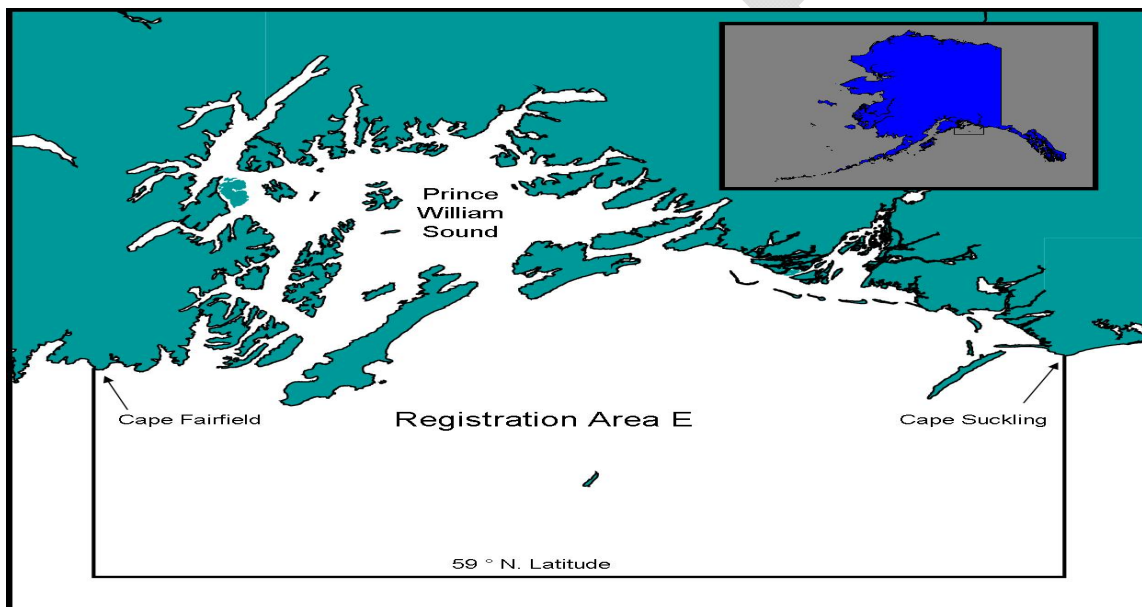 Prince
William
Sound
Cape Fairfield
Registration Area E
Cape Suckling
59 ° N. Latitude